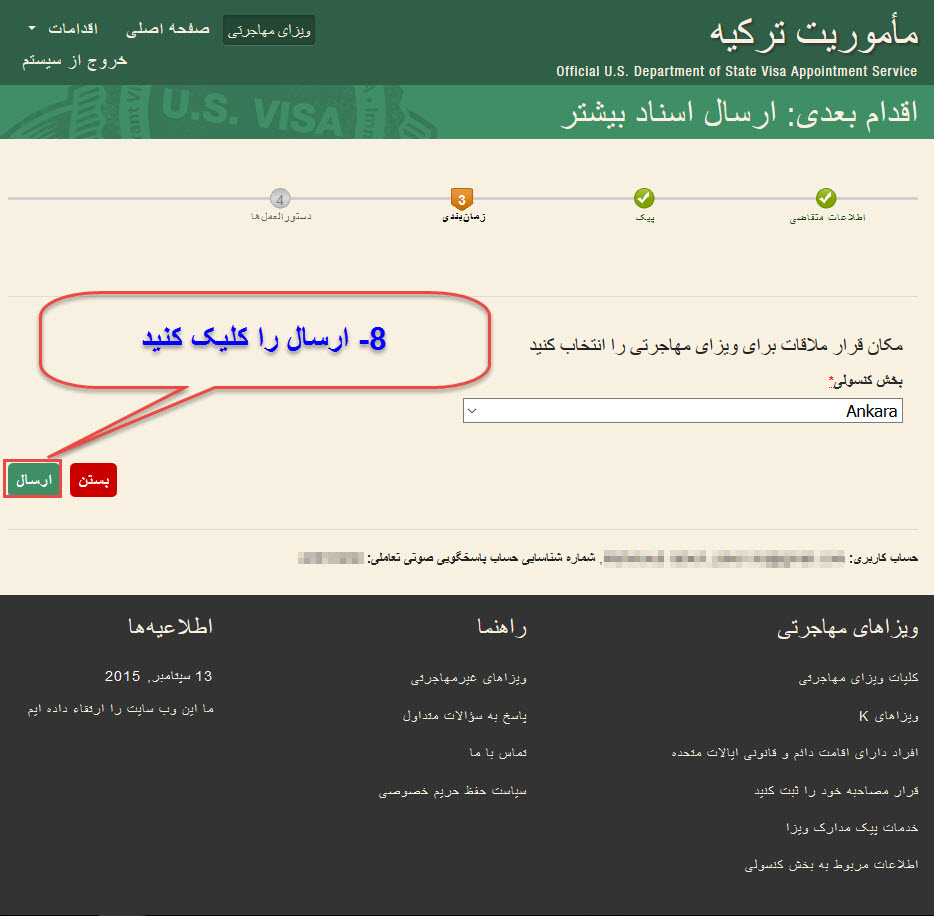 مأموریت ترکیه
ویزای مهاجرتی
صفحه اصلی
اقدامات
خروج از سیستم
Official U.S. Department of State Visa Appointment Service
U.S. VISA
اقدام بعدی: ارسال اسناد بیشتر
3
4
اطلاعات متقاضی
پیک
زمان‌بندی
دستورالعمل‌ها
8- ارسال را کلیک کنید
مکان قرار ملاقات برای ویزای مهاجرتی را انتخاب کنید
بخش کنسولی*
Ankara
بستن
ارسال
حساب کاربری:
, شماره شناسایی حساب پاسخگویی صوتی تعاملی:
ویزاهای مهاجرتی
کلیات ویزای مهاجرتی
ویزاهای K
افراد دارای اقامت دائم و قانونی ایالات متحده
قرار مصاحبه خود را ثبت کنید
خدمات پیک مدارک ویزا
اطلاعات مربوط به بخش کنسولی
راهنما
ویزاهای غیرمهاجرتی
پاسخ به سؤالات متداول
تماس با ما
سیاست حفظ حریم خصوصی
اطلاعیه‌ها
13 سپتامبر, 2015
ما این وب سایت را ارتقاء داده ایم